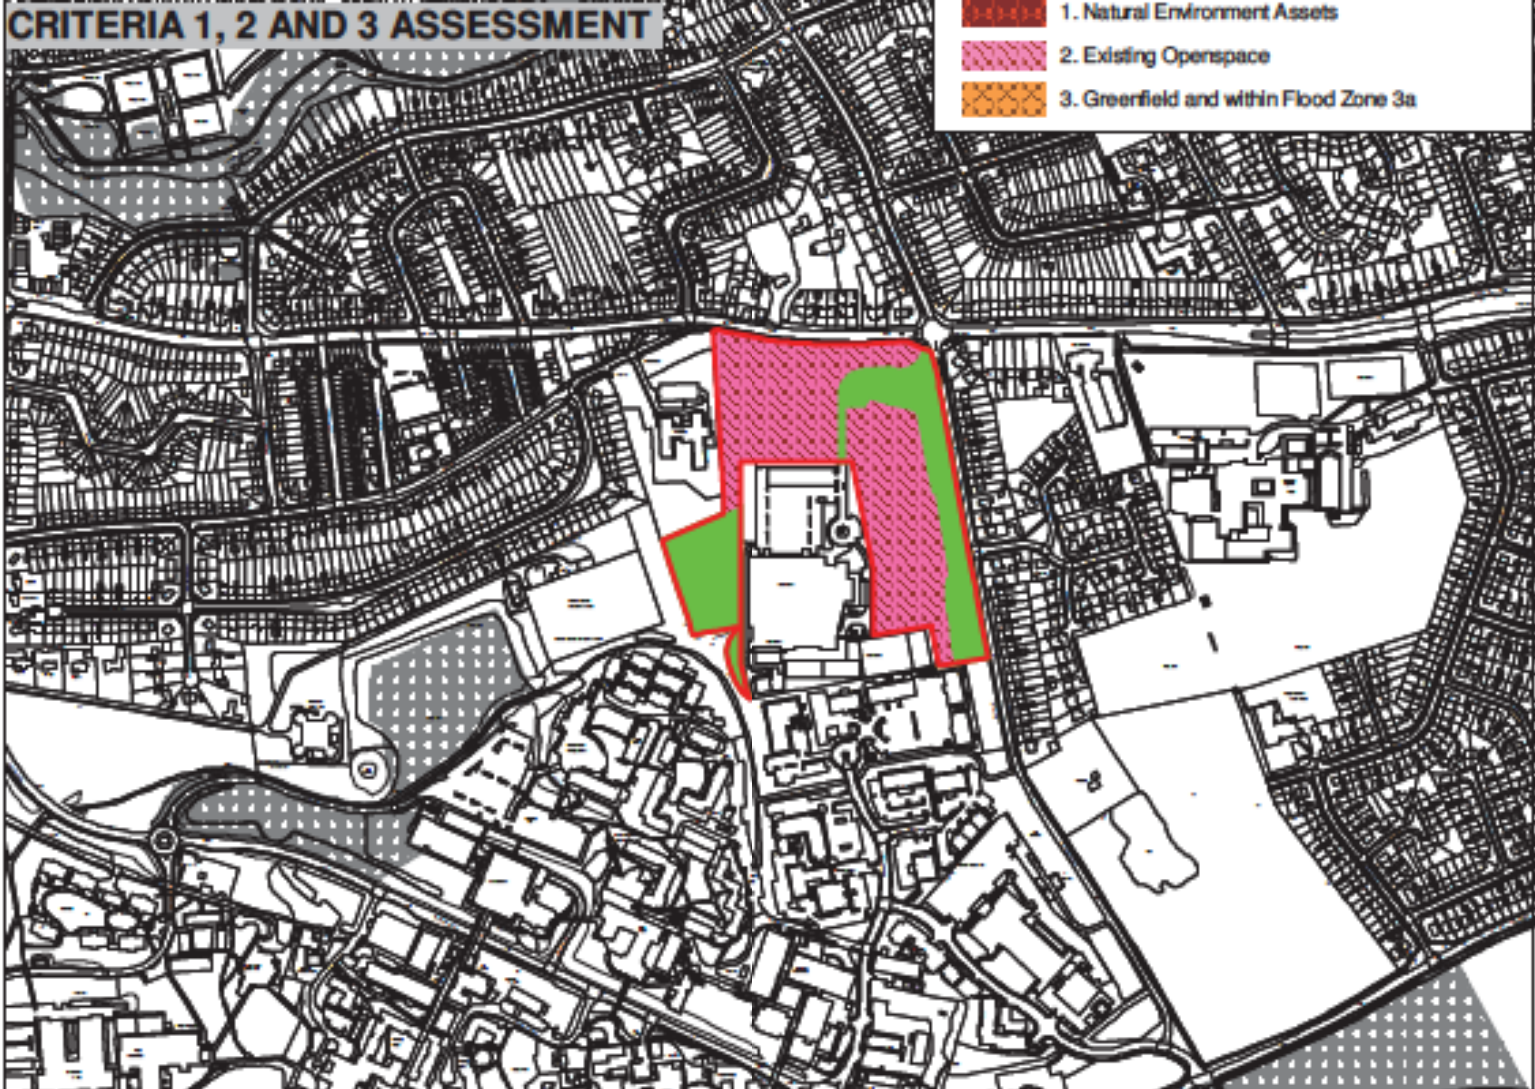 CRITERIA 1, 2 AND 3 ASSESSMENT
1. Natural Environment Assets
2. Existing Openspace
3. Greenfield and within Flood Zone 3a